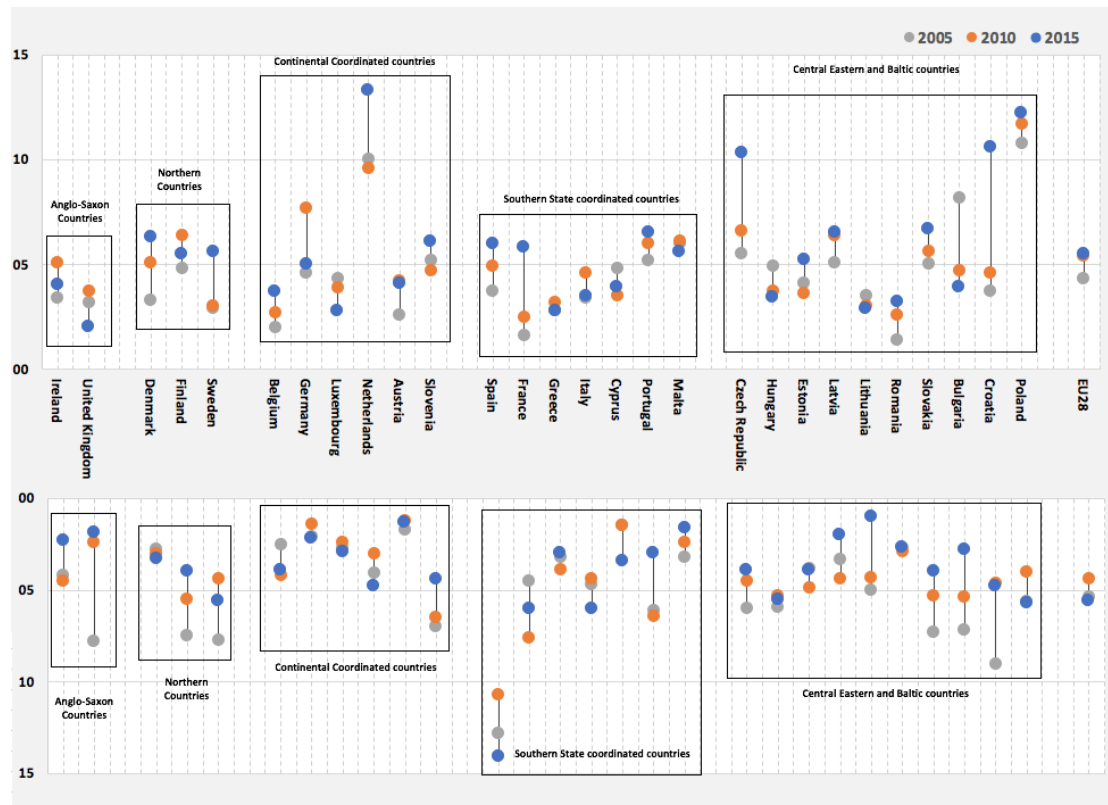 2005 2010 2015
15
Continental Coordinated countries
Central Eastern and Baltic countries
10
Northern
Countries
Southern State coordinated countries
Anglo-Saxon
Countries
05
00
Ireland
United Kingdom
Denmark
Finland
Sweden
Belgium
Germany
Luxembourg
Netherlands
Austria
Slovenia
Spain
France
Greece
Italy
Cyprus
Portugal
Malta
Czech Republic
Hungary
Estonia
Latvia
Lithuania
Romania
Slovakia
Bulgaria
Croatia
Poland
EU28
00
05
Continental Coordinated countries
Northern
Countries
10
Anglo-Saxon
Countries
Central Eastern and Baltic countries
Southern State coordinated countries
15